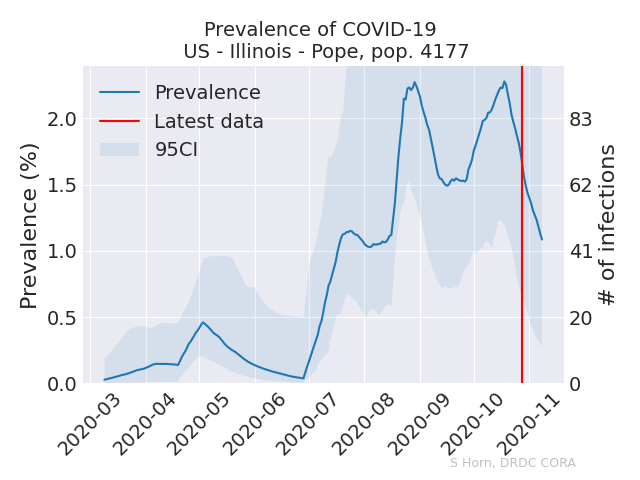 Prevalence of COVID-19
US - Illinois - Pope, pop. 4177
Prevalence
Latest data
95CI
Prevalence (%)
2.0
1.5
1.0
0.5
0.0
83
62
41
20
0
# of infections
2020-03
2020-04
2020-05
2020-06
2020-07
2020-08
2020-09
2020-10
2020-11
S Horn, DRDC CORA